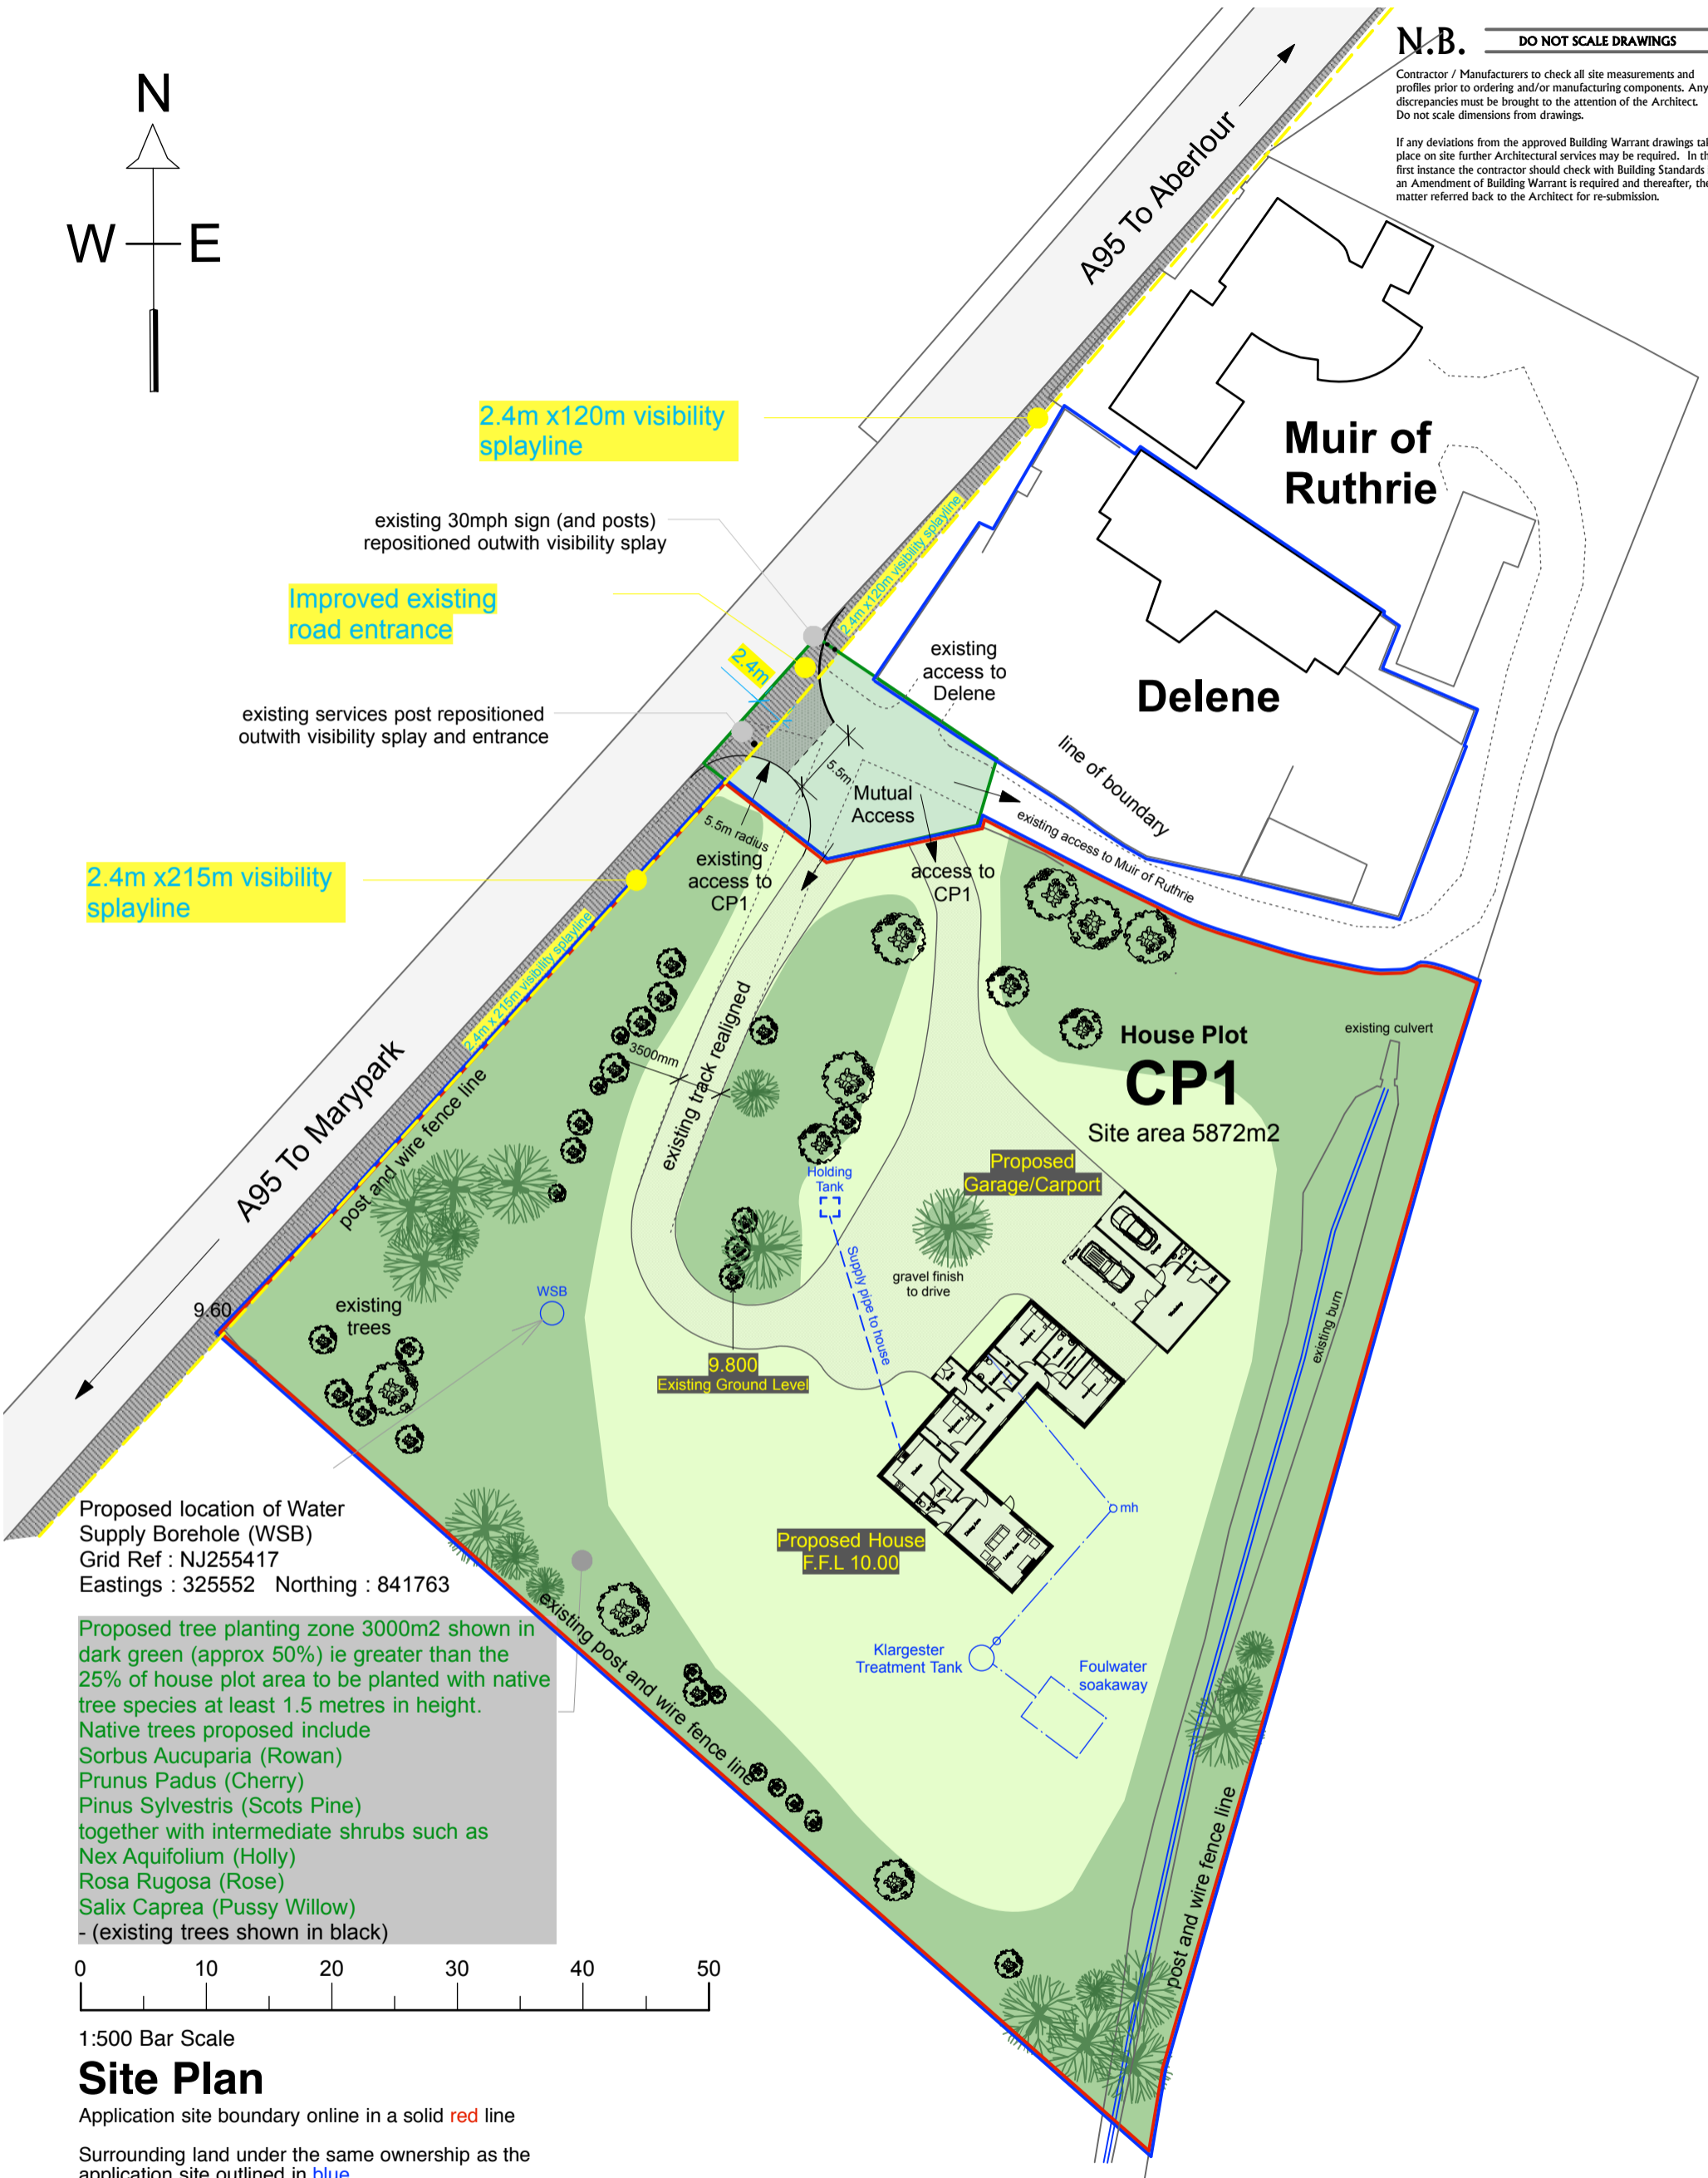 N
W
E
N.B.
DO NOT SCALE DRAWINGS
Contractor / Manufacturers to check all site measurements and
profiles prior to ordering and/or manufacturing components. Any
discrepancies must be brought to the attention of the Architect.
Do not scale dimensions from drawings.
If any deviations from the approved Building Warrant drawings
place on site further Architectural services may be required. In
first instance the contractor should check with Building Standards
an Amendment of Building Warrant is required and thereafter,
matter referred back to the Architect for re-submission.
A95 To Aberlour
2.4m x120m visibility
splayline
existing 30mph sign (and posts)
repositioned outwith visibility splay
Improved existing
road entrance
2.4m x120m visibility splayline
2.4m
existing services post repositioned
outwith visibility splay and entrance
Muir of
Ruthrie
existing
access to
Delene
Delene
line of boundary
5.5m
Mutual
Access
5.5m radius
existing access to Muir of Ruthrie
existing
access to
CP1
access to
CP1
2.4m x215m visibility
splayline
2.4m x 215m visibility splayline
existing track realigned
3500mm
A95 To Marypark
post and wire fence line
House Plot
CP1
Site area 5872m2
existing culvert
Proposed
Garage/Carport
Holding
Tank
Supply pipe to house
gravel finish
to drive
existing burn
WSB
9.60
existing
trees
9.800
Existing Ground Level
mh
Proposed House
F.F.L 10.00
Klargester
Treatment Tank
Foulwater
soakaway
existing post and wire fence line
post and wire fence line
Proposed location of Water
Supply Borehole (WSB)
Grid Ref : NJ255417
Eastings : 325552 Northing : 841763
Proposed tree planting zone 3000m2 shown in
dark green (approx 50%) ie greater than the
25% of house plot area to be planted with native
tree species at least 1.5 metres in height.
Native trees proposed include
Sorbus Aucuparia (Rowan)
Prunus Padus (Cherry)
Pinus Sylvestris (Scots Pine)
together with intermediate shrubs such as
Nex Aquifolium (Holly)
Rosa Rugosa (Rose)
Salix Caprea (Pussy Willow)
- (existing trees shown in black)
0 10 20 30 40 50
1:500 Bar Scale
Site Plan
Application site boundary online in a solid red line
Surrounding land under the same ownership as the
application site outlined in blue